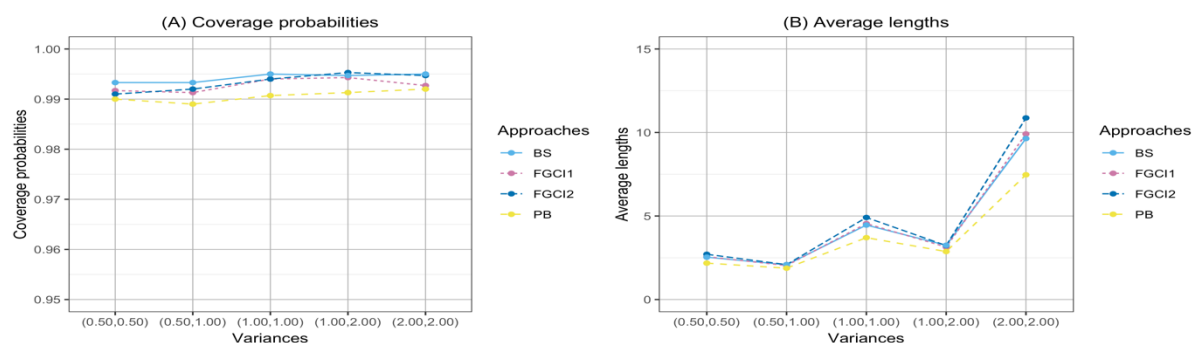 (A) Coverage probabilities
Coverage probabilities
1.00
0.99
0.98
0.97
0.96
0.95
(0.50,0.50) (0.50,1.00) (1.00,1.00) (1.00,2.00) (2.00,2.00)
Variances
Approaches
BS
FGCI1
FGCI2
PB
(B) Average lengths
Average lengths
15
10
5
0
(0.50,0.50) (0.50,1.00) (1.00,1.00) (1.00,2.00) (2.00,2.00)
Variances
Approaches
BS
FGCI1
FGCI2
PB